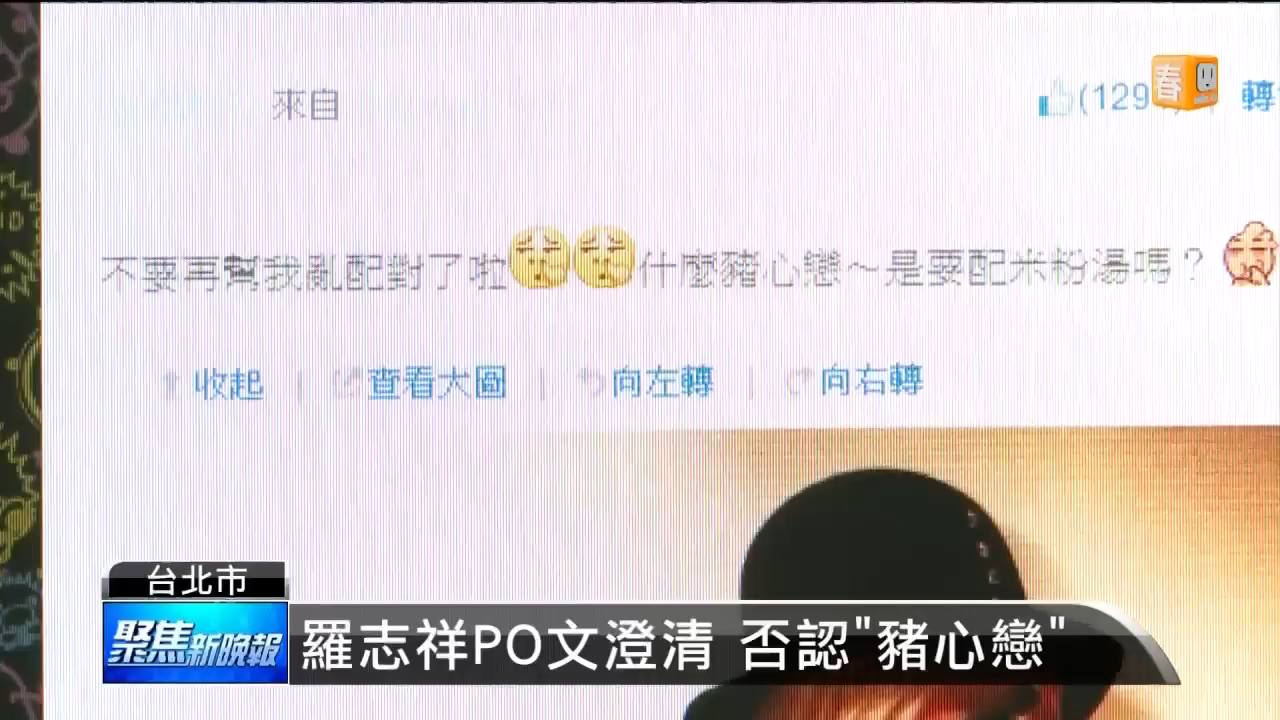 來自
(129
轉
春
不要再幫我亂配對了啦什麼豬心戀～是要配米粉湯嗎？
收起 | 查看大圖 | 向左轉 | 向右轉
台北市
聚焦新晚報
羅志祥PO文澄清 否認"豬心戀"